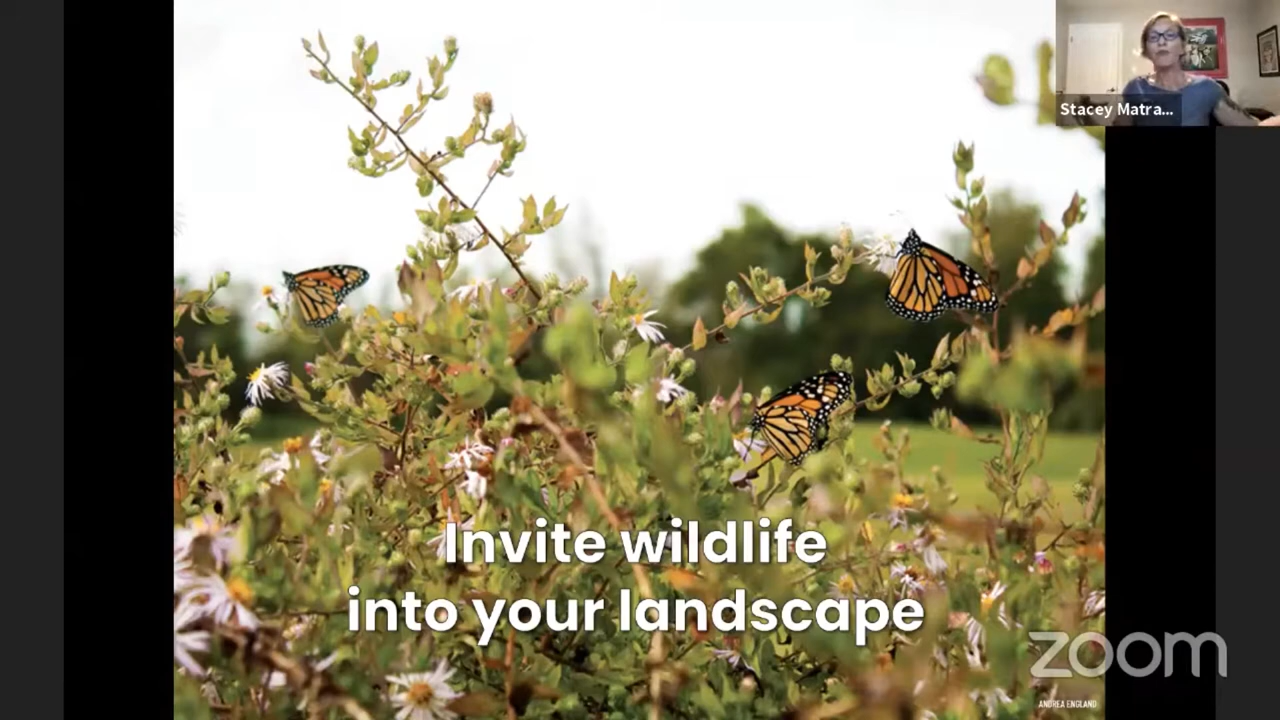 Stacey Matra...
Invite wildlife
into your landscape
zoom
ANDREA ENGLAND